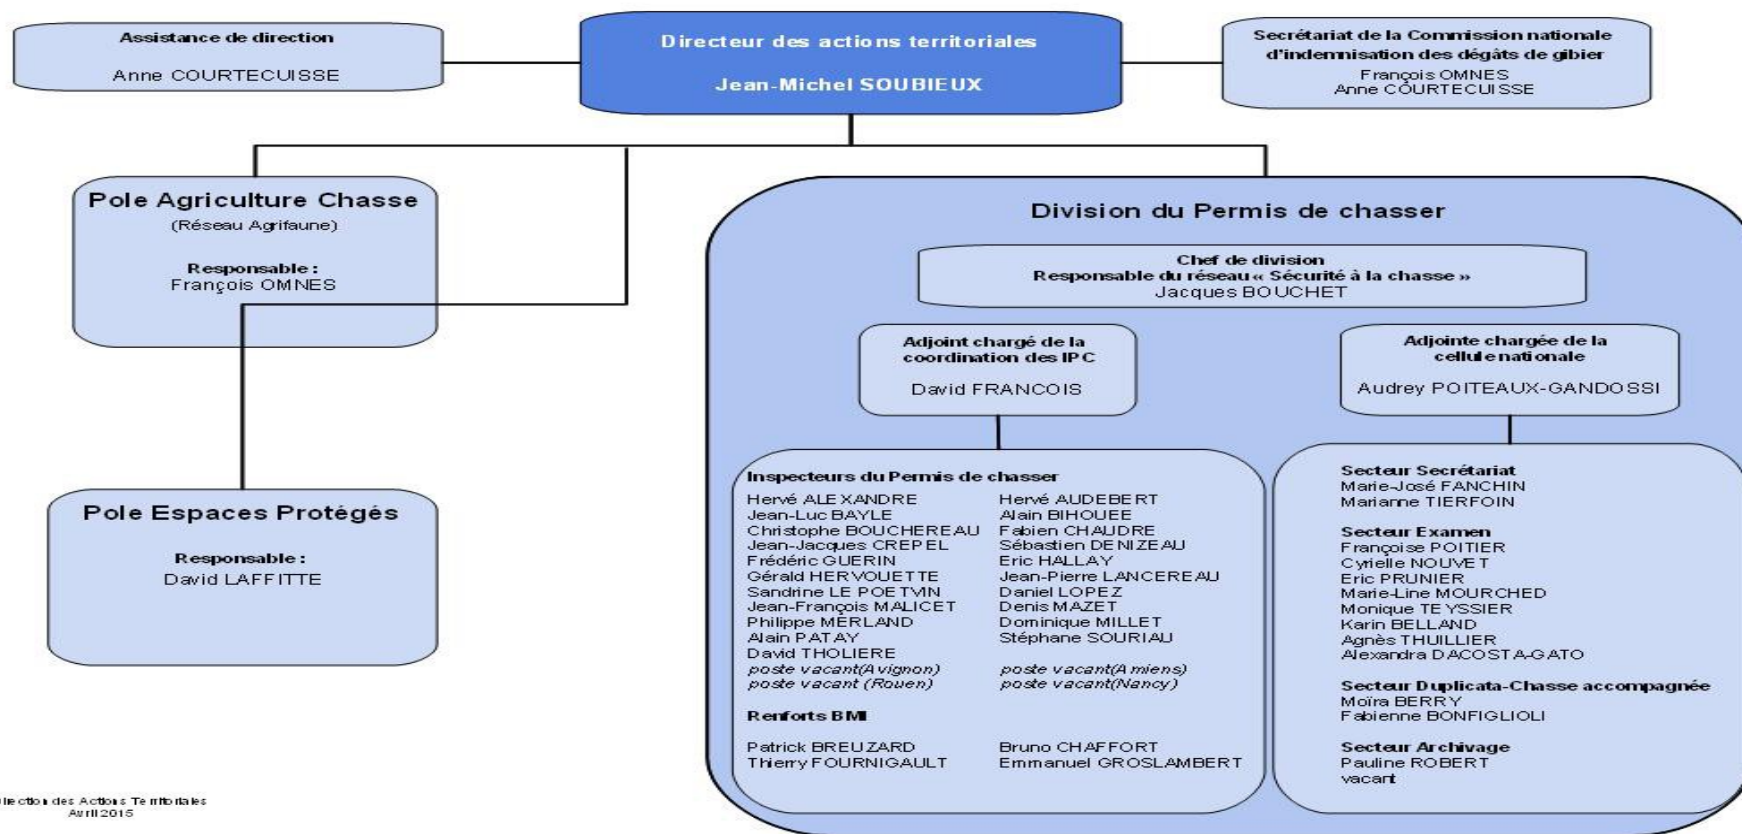 Assistance de direction
Anne COURTECUISSE
Directeur des actions territoriales
Jean-Michel SOUBIEUX
Secrétariat de la Commission nationale
d'indemnisation des dégâts de gibier
François OMNES
Anne COURTECUISSE
Pole Agriculture Chasse
(Réseau Agrifaune)
Responsable :
François OMNES
Pole Espaces Protégés
Responsable :
David LAFFITTE
Division du Permis de chasser
Chef de division
Responsable du réseau « Sécurité à la chasse »
Jacques BOUCHET
Adjoint chargé de la
coordination des IPC
David FRANCOIS
Adjointe chargée de la
cellule nationale
Audrey POITEAUX-GANDOSSI
Inspecteurs du Permis de chasser
Hervé ALEXANDRE Hervé AUDEBERT
Jean-Luc BAYLE Alain BIHOUEE
Christophe BOUCHEREAU Fabien CHAUDRE
Jean-Jacques CREPEL Sébastien DENIZEAU
Frédéric GUERIN Eric HALLAY
Gérald HERVOUETTE Jean-Pierre LANCEREAU
Sandrine LE POETVIN Daniel LOPEZ
Jean-François MALICET Denis MAZET
Philippe MERLAND Dominique MILLET
Alain PATAY Stéphane SOURIAU
David THOLIERE
poste vacant(Avignon) poste vacant(Amiens)
poste vacant (Rouen) poste vacant(Nancy)
Renforts BMI
Patrick BREUZARD Bruno CHAFFORT
Thierry FOURNIGAULT Emmanuel GROSLAMBERT
Secteur Secrétariat
Marie-José FANCHIN
Marianne TIERFOIN
Secteur Examen
Françoise POITIER
Cyrielle NOUVET
Eric PRUNIER
Marie-Line MOURCHED
Monique TEYSSIER
Karin BELLAND
Agnès THUILLIER
Alexandra DACOSTA-GATO
Secteur Duplicata-Chasse accompagnée
Moïra BERRY
Fabienne BONFIGLIOLI
Secteur Archivage
Pauline ROBERT
vacant
irection des Actions Territoriales
Avril 2015